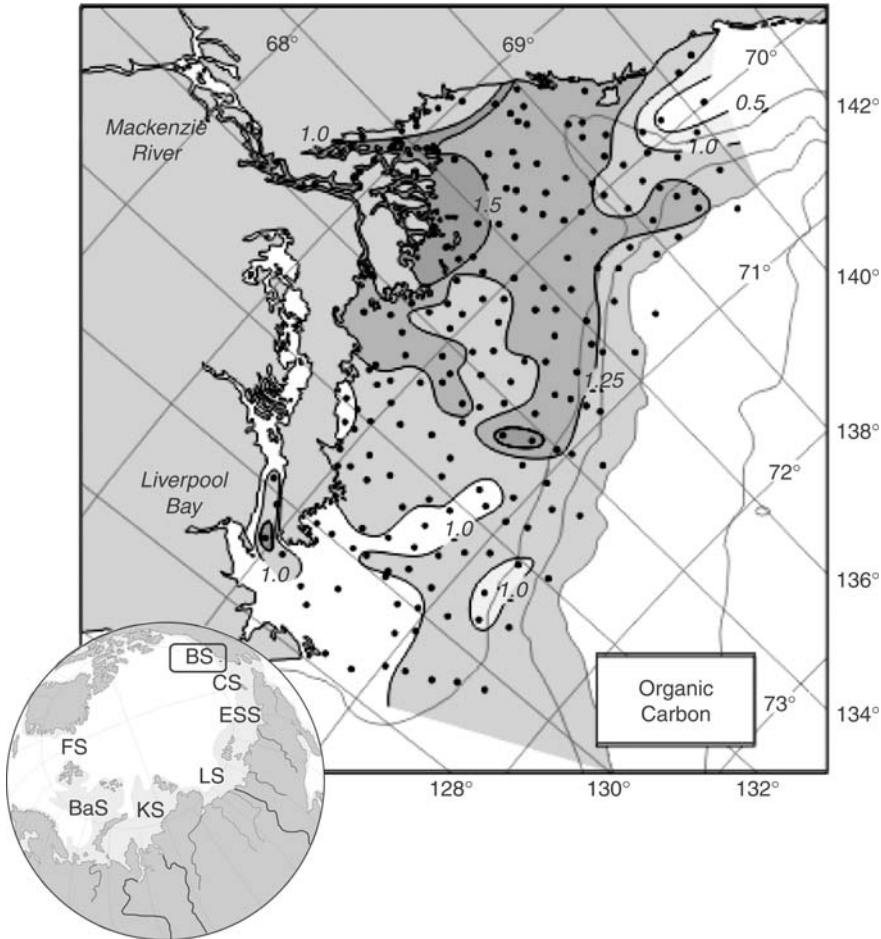 68°
69°
70°
142°
0.5
Mackenzie
River
1.0
1.0
1.5
71°
140°
1.25
138°
72°
Liverpool
Bay
1.0
1.0
1.0
136°
BS
CS
ESS
FS
LS
BaS
KS
Organic
Carbon
73°
134°
128°
130°
132°